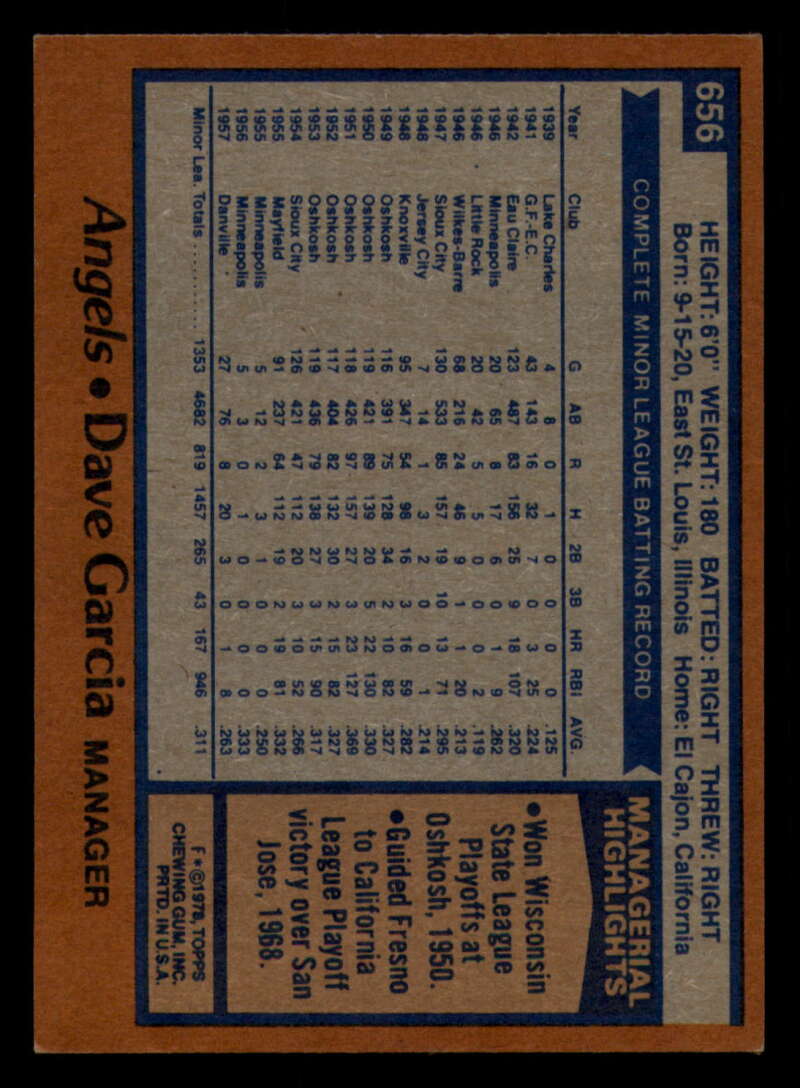 656
HEIGHT: 6'0" WEIGHT: 180 BATTED: RIGHT THREW: RIGHT
Born: 9-15-20, East St. Louis, Illinois Home: El Cajon, California
COMPLETE MINOR LEAGUE BATTING RECORD
Year Club G AB R H 2B 3B HR RBI AVG.
1939 Lake Charles 4 8 0 1 0 0 0 0 .125
1941 G.F.-E.C. 43 143 16 32 7 0 3 25 .224
1942 Eau Claire 123 487 83 156 25 9 18 107 .320
1946 Minneapolis 20 65 8 17 6 0 1 9 .262
1946 Little Rock 20 42 5 5 0 0 0 2 .119
1946 Wilkes-Barre 68 216 24 46 9 1 1 20 .213
1947 Sioux City 130 533 85 157 19 10 13 71 .295
1948 Jersey City 7 14 1 3 2 0 0 1 .214
1948 Knoxville 95 347 54 98 16 3 16 59 .282
1949 Oshkosh 116 391 75 128 34 2 10 82 .327
1950 Oshkosh 119 421 89 139 20 5 22 130 .330
1951 Oshkosh 118 426 97 157 27 3 23 127 .369
1952 Oshkosh 117 404 82 132 30 2 15 82 .327
1953 Oshkosh 119 436 79 138 27 3 15 90 .317
1954 Sioux City 126 421 47 112 20 3 10 52 .266
1955 Mayfield 91 237 64 112 19 2 19 81 .332
1955 Minneapolis 5 12 2 3 1 0 0 0 .250
1956 Minneapolis 5 3 0 1 0 0 0 0 .333
1957 Danville 27 76 8 20 3 0 1 8 .263
Minor Lea. Totals ........... 1353 4682 819 1457 265 43 167 946 .311
MANAGERIAL
HIGHLIGHTS
•Won Wisconsin
State League
Playoffs at
Oshkosh, 1950.
•Guided Fresno
to California
League Playoff
victory over San
Jose, 1968.
F*©1978, TOPPS
CHEWING GUM, INC.
PRTD. IN U.S.A.
Angels • Dave Garcia MANAGER